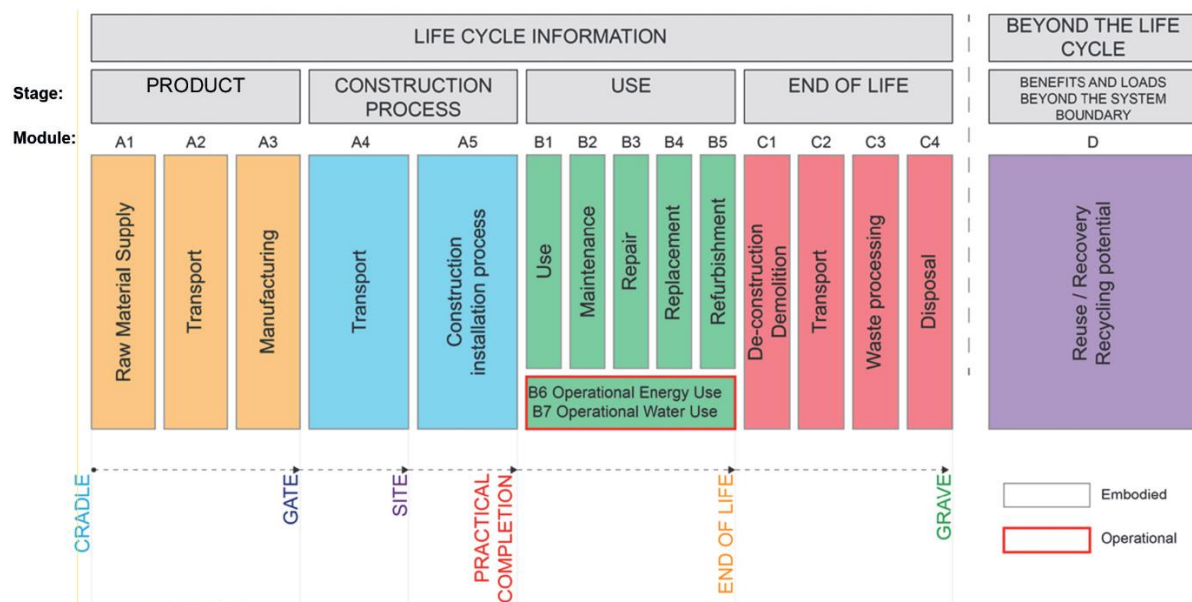 LIFE CYCLE INFORMATION
BEYOND THE LIFE
CYCLE
Stage:
PRODUCT
CONSTRUCTION
PROCESS
USE
END OF LIFE
BENEFITS AND LOADS
BEYOND THE SYSTEM
BOUNDARY
Module:
A1
A2
A3
A4
A5
B1
B2
B3
B4
B5
C1
C2
C3
C4
D
Raw Material Supply
Transport
Manufacturing
Transport
Construction
installation process
Use
Maintenance
Repair
Replacement
Refurbishment
De-construction
Demolition
Transport
Waste processing
Disposal
Reuse / Recovery
Recycling potential
B6 Operational Energy Use
B7 Operational Water Use
CRADLE
GATE
SITE
PRACTICAL
COMPLETION
END OF LIFE
GRAVE
Embodied
Operational